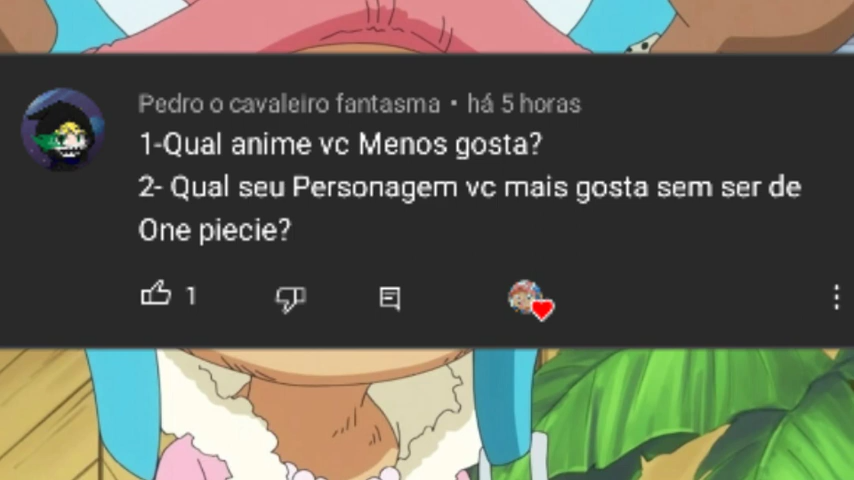 Pedro o cavaleiro fantasma • há 5 horas
1-Qual anime vc Menos gosta?
2- Qual seu Personagem vc mais gosta sem ser de
One piecie?
1